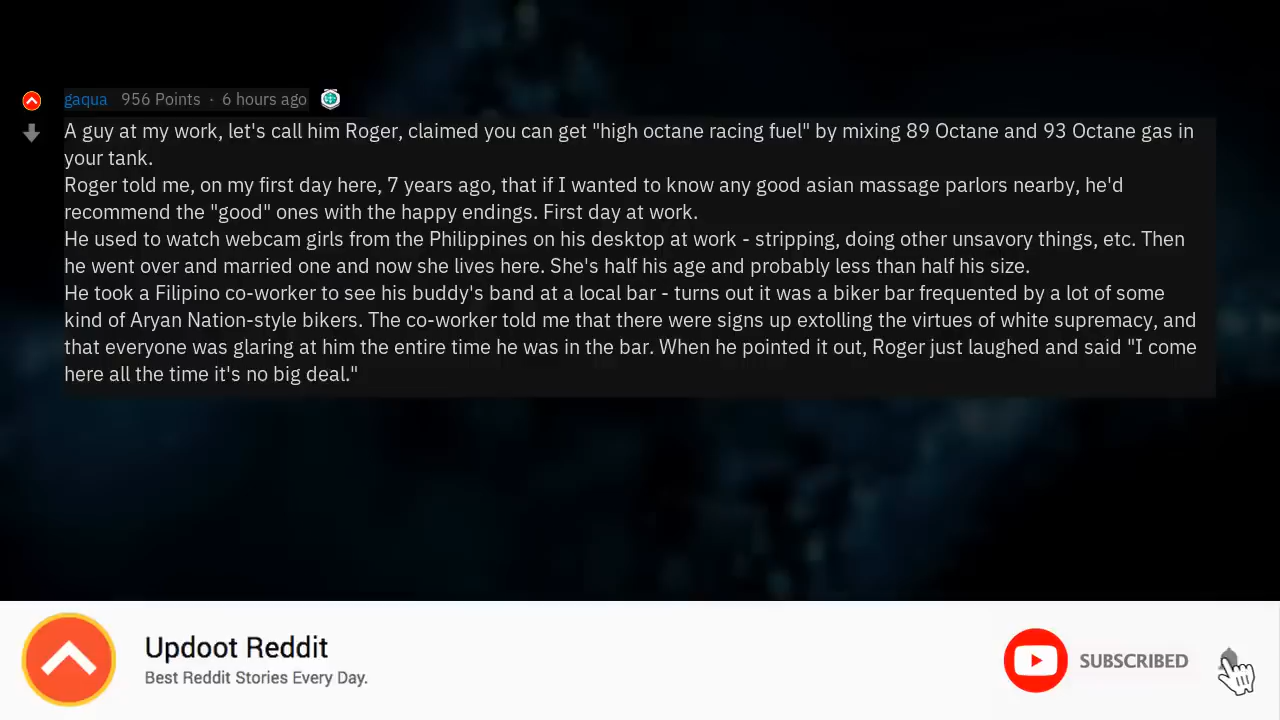 gaqua 956 Points · 6 hours ago
A guy at my work, let's call him Roger, claimed you can get "high octane racing fuel" by mixing 89 Octane and 93 Octane gas in
your tank.
Roger told me, on my first day here, 7 years ago, that if I wanted to know any good asian massage parlors nearby, he'd
recommend the "good" ones with the happy endings. First day at work.
He used to watch webcam girls from the Philippines on his desktop at work - stripping, doing other unsavory things, etc. Then
he went over and married one and now she lives here. She's half his age and probably less than half his size.
He took a Filipino co-worker to see his buddy's band at a local bar - turns out it was a biker bar frequented by a lot of some
kind of Aryan Nation-style bikers. The co-worker told me that there were signs up extolling the virtues of white supremacy, and
that everyone was glaring at him the entire time he was in the bar. When he pointed it out, Roger just laughed and said "I come
here all the time it's no big deal."
Updoot Reddit
Best Reddit Stories Every Day.
SUBSCRIBED